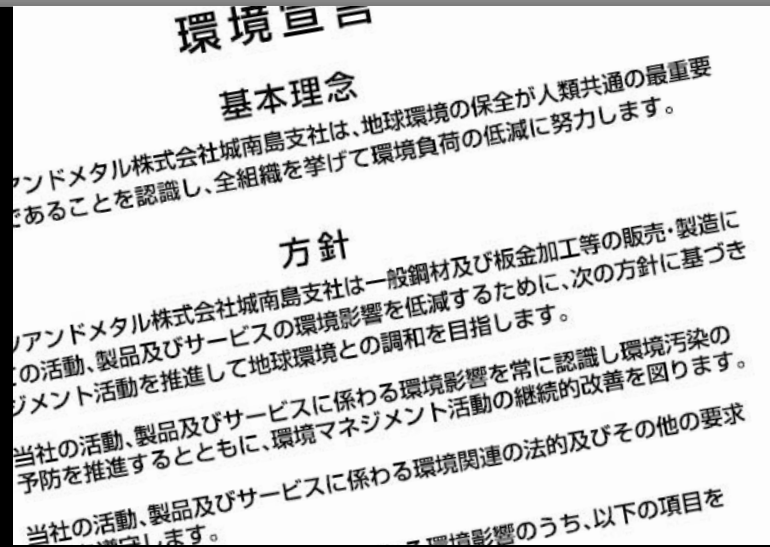 環境宣言
基本理念
アンドメタル株式会社城南島支社は、地球環境の保全が人類共通の最重要
であることを認識し、全組織を挙げて環境負荷の低減に努力します。
方針
ツアンドメタル株式会社城南島支社は一般鋼材及び板金加工等の販売・製造に
の活動、製品及びサービスの環境影響を低減するために、次の方針に基づき
ジメント活動を推進して地球環境との調和を目指します。
当社の活動、製品及びサービスに係わる環境影響を常に認識し環境汚染の
予防を推進するとともに、環境マネジメント活動の継続的改善を図ります。
当社の活動、製品及びサービスに係わる環境関連の法的及びその他の要求
遵守します。
環境影響のうち、以下の項目を